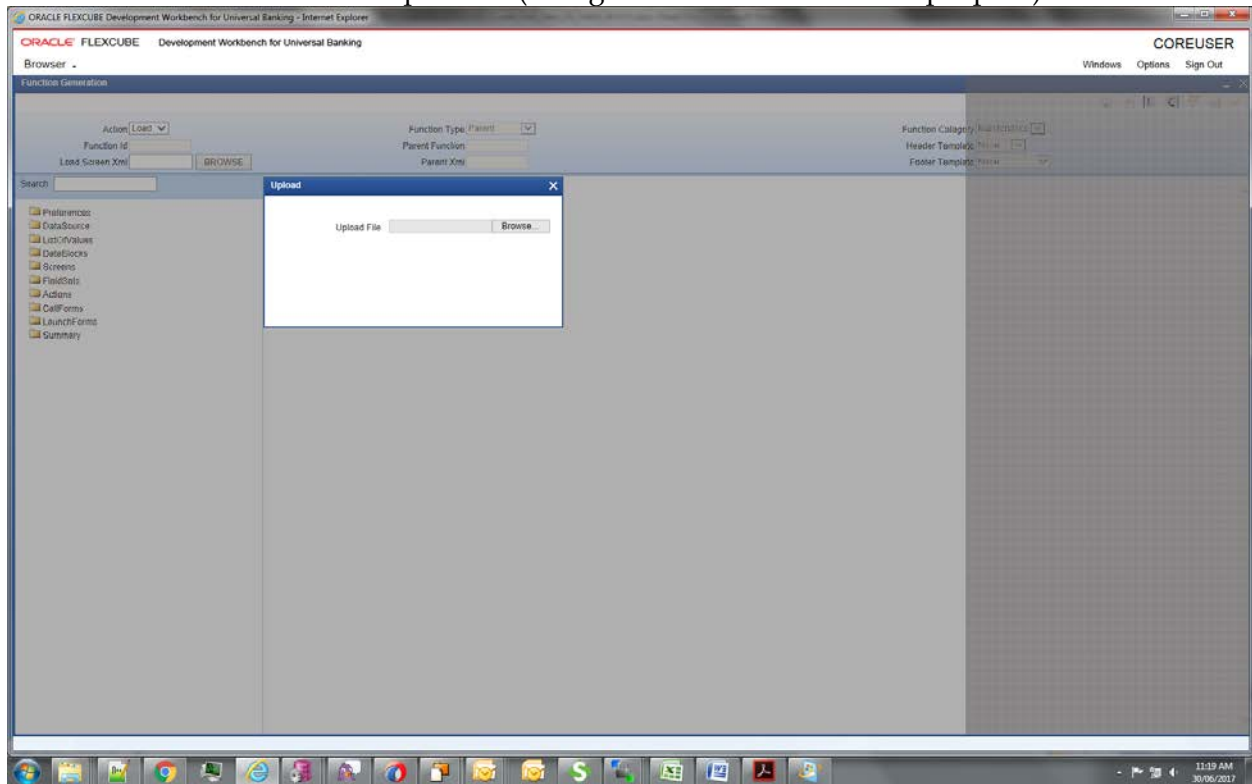 ORACLE FLEXCUBE Development Workbench for Universal Banking - Internet Explorer
ORACLE FLEXCUBE Development Workbench for Universal Banking
COREUSER
Browser
Windows Options Sign Out
Function Generation
Action Load Function Type Parent Function Category Maintenance
Function Id Parent Function Header Template None
Load Screen Xml BROWSE Parent Xml Footer Template None
Search
Upload
Upload File Browse...
Preferences
DataSource
ListOfValues
DataBlocks
Screens
FieldSets
Actions
CallForms
LaunchForms
Summary
11:19 AM
30/06/2017